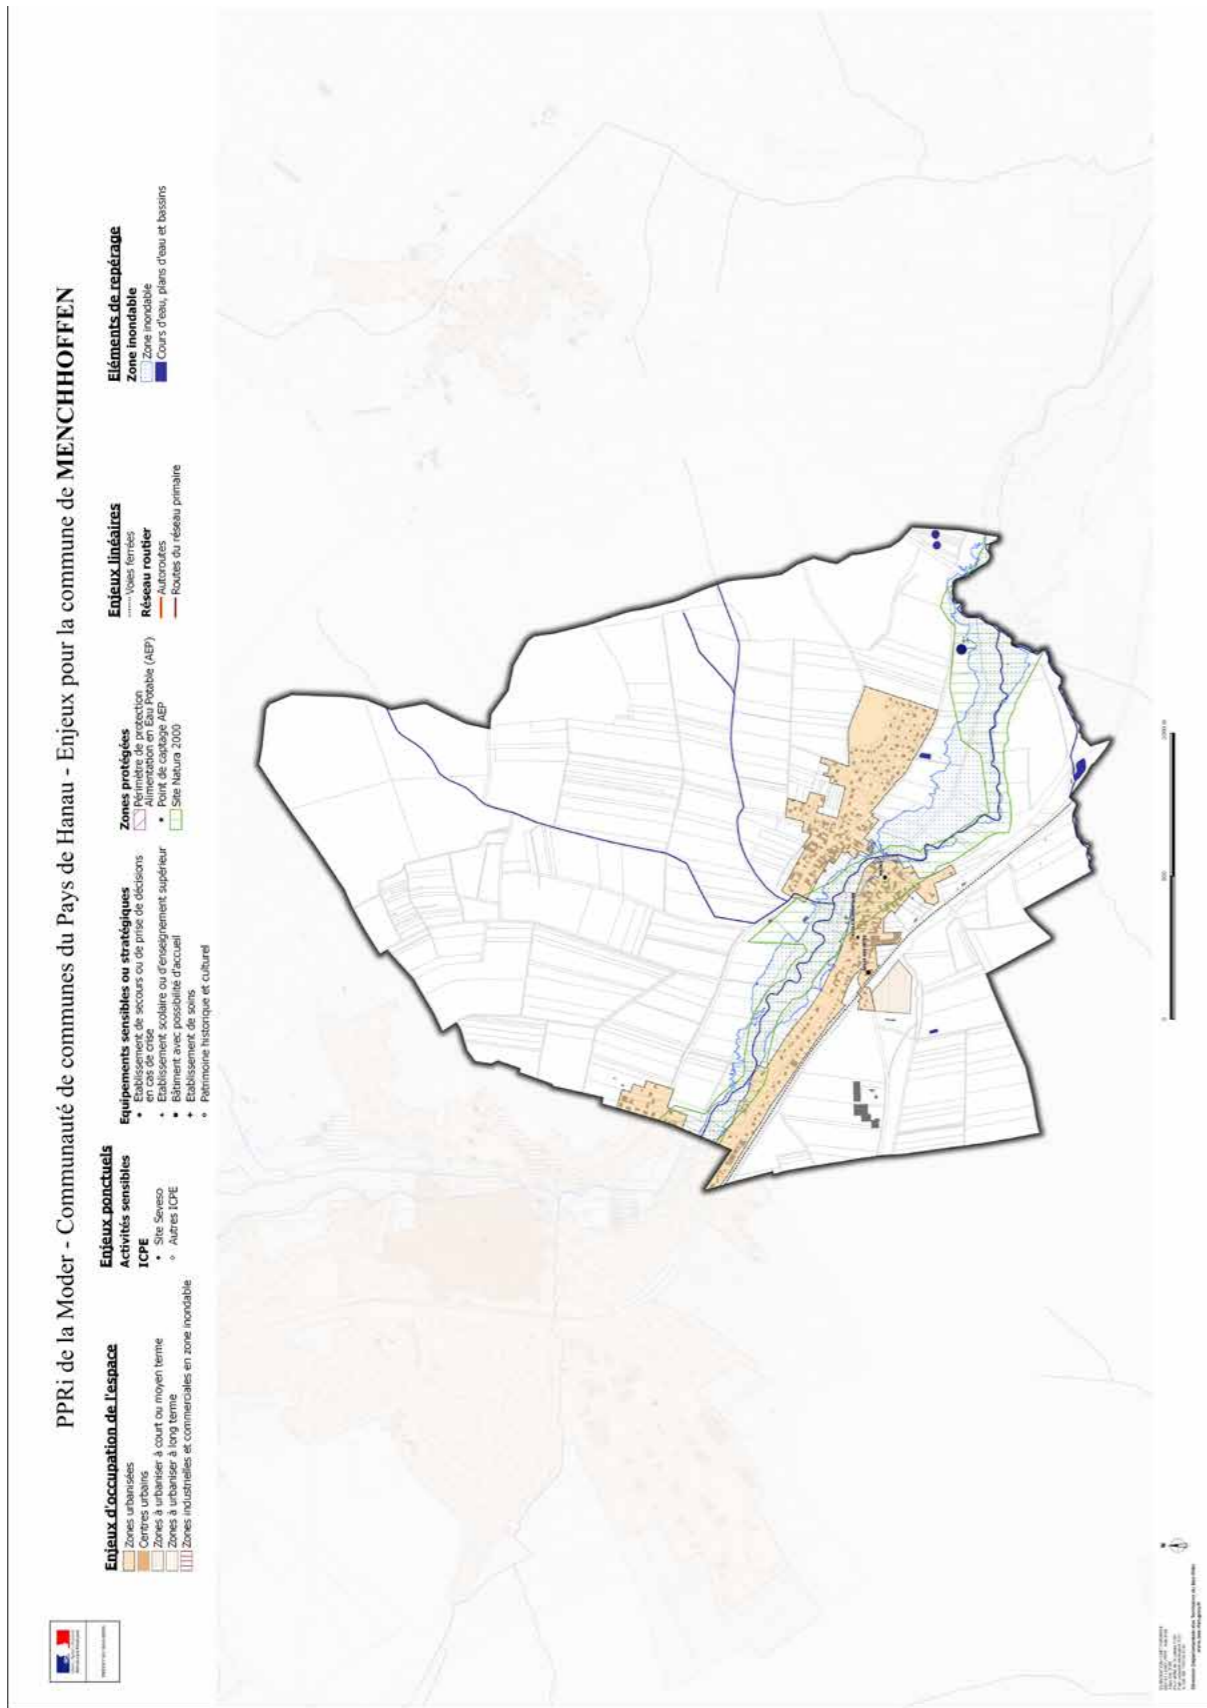 PPRi de la Moder - Communauté de communes du Pays de Hanau - Enjeux pour la commune de MENCHHOFFEN
Enjeux d'occupation de l'espace
Zones urbanisées
Centres urbains
Zones à urbaniser à court ou moyen terme
Zones à urbaniser à long terme
Zones industrielles et commerciales en zone inondable
Enjeux ponctuels
Activités sensibles
ICPE
Site Seveso
Autres ICPE
Equipements sensibles ou stratégiques
Etablissement de secours ou de prise de décisions
en cas de crise
Etablissement scolaire ou d'enseignement supérieur
Bâtiment avec possibilité d'accueil
Etablissement de soins
Patrimoine historique et culturel
Zones protégées
Périmètre de protection
Alimentation en Eau Potable (AEP)
Point de captage AEP
Site Natura 2000
Enjeux linéaires
Voies ferrées
Réseau routier
Autoroutes
Routes du réseau primaire
Eléments de repérage
Zone inondable
Zone inondable
Cours d'eau, plans d'eau et bassins
N
0